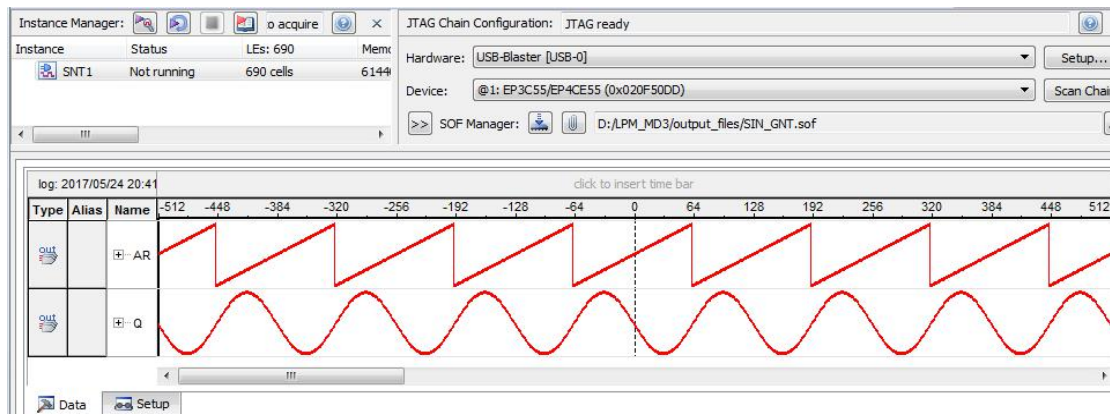 Instance Manager: o acquire × JTAG Chain Configuration: JTAG ready
Instance Status LEs: 690 Memo
SNT1 Not running 690 cells 6144
Hardware: USB-Blaster [USB-0] Setup...
Device: @1: EP3C55/EP4CE55 (0x020F50DD) Scan Chai
>> SOF Manager: D:/LPM_MD3/output_files/SIN_GNT.sof
log: 2017/05/24 20:41 click to insert time bar
Type Alias Name -512 -448 -384 -320 -256 -192 -128 -64 0 64 128 192 256 320 384 448 512
out AR
out Q
Data Setup